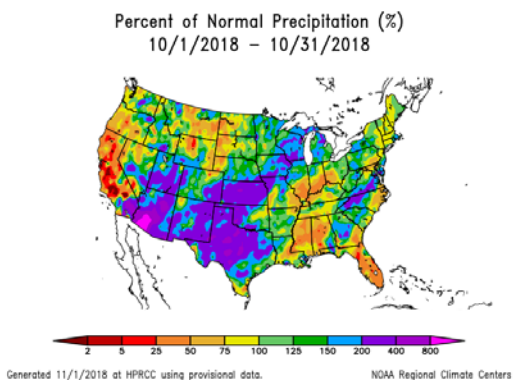 Percent of Normal Precipitation (%)
10/1/2018 – 10/31/2018
2 5 25 50 75 100 125 150 200 400 800
Generated 11/1/2018 at HPRCC using provisional data. NOAA Regional Climate Centers